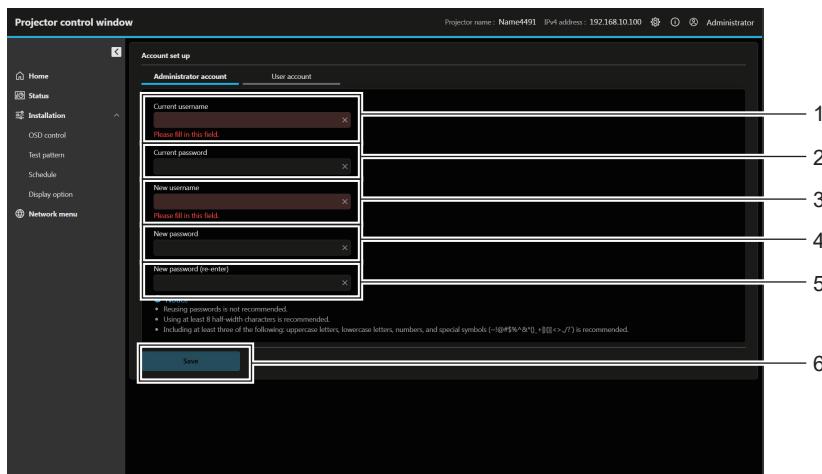 Projector control window
Projector name : Name4491 IPv4 address : 192.168.10.100 Administrator
Home
Status
Installation
OSD control
Test pattern
Schedule
Display option
Network menu
Account set up
Administrator account User account
Current username
Please fill in this field.
Current password
New username
Please fill in this field.
New password
New password (re-enter)
Notice
• Reusing passwords is not recommended.
• Using at least 8 half-width characters is recommended.
• Including at least three of the following: uppercase letters, lowercase letters, numbers, and special symbols is recommended.
Save
1
2
3
4
5
6